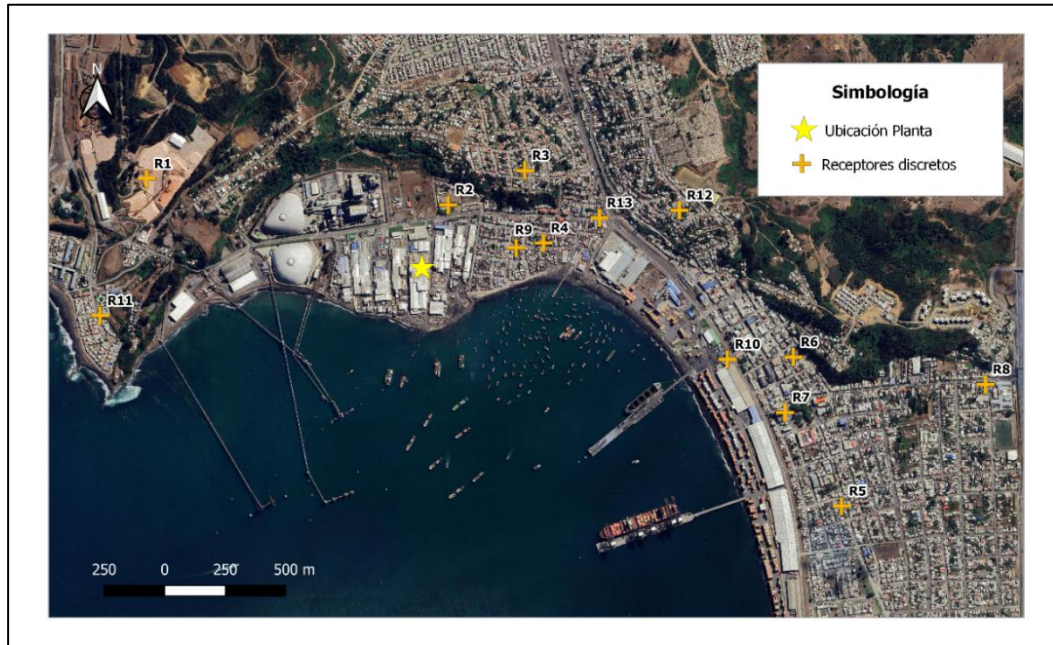 N
Simbología
Ubicación Planta
Receptores discretos
R1
R3
R2
R12
R13
R9
R4
R11
R10
R6
R8
R7
R5
250 0 250 500 m